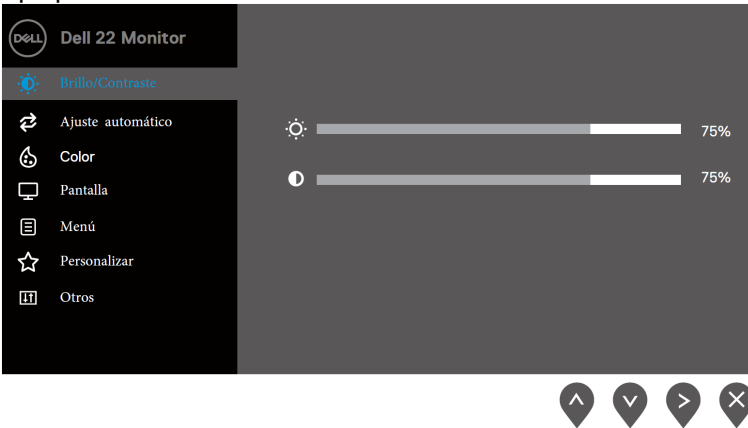 DELL
Dell 22 Monitor
Brillo/Contraste
Ajuste automático
75%
Color
75%
Pantalla
Menú
Personalizar
Otros